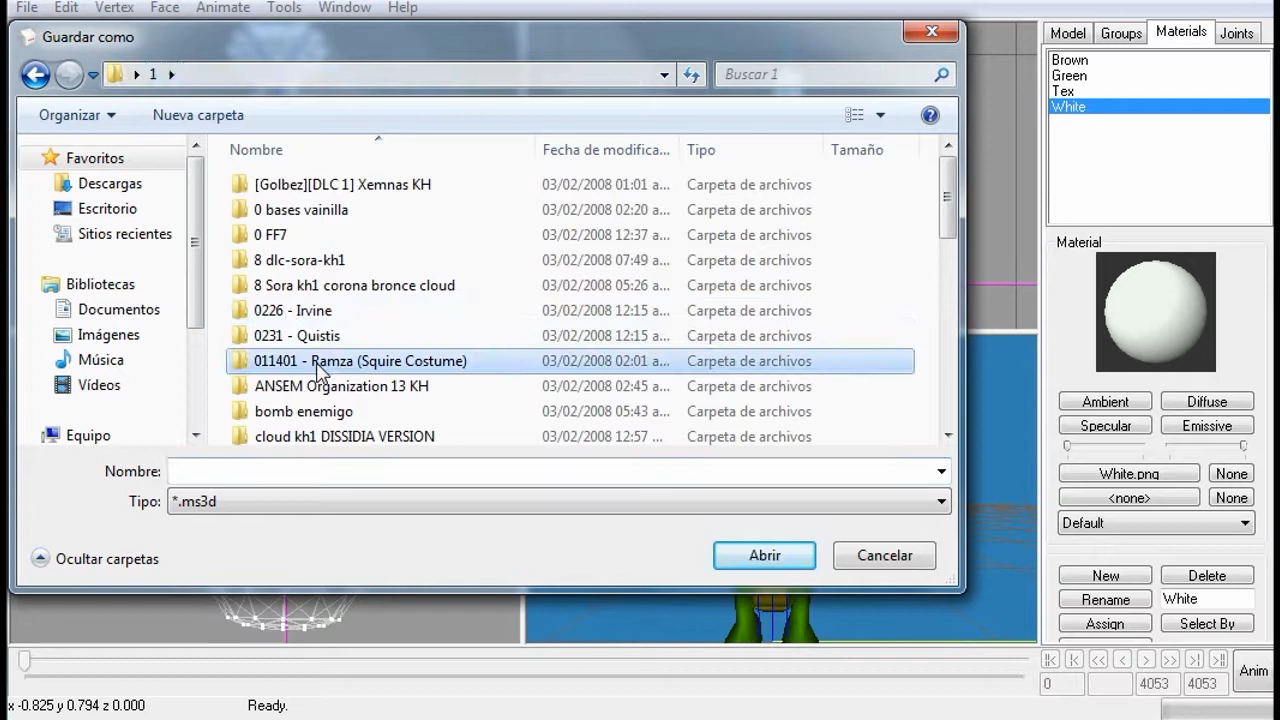 File Edit Vertex Face Animate Tools Window Help
Guardar como
1
Buscar 1
Organizar Nueva carpeta
Nombre Fecha de modifica... Tipo Tamaño
Favoritos
Descargas
Escritorio
Sitios recientes
Bibliotecas
Documentos
Imágenes
Música
Vídeos
Equipo
[Golbez][DLC 1] Xemnas KH 03/02/2008 01:01 a... Carpeta de archivos
0 bases vainilla 03/02/2008 02:20 a... Carpeta de archivos
0 FF7 03/02/2008 12:37 a... Carpeta de archivos
8 dlc-sora-kh1 03/02/2008 07:49 a... Carpeta de archivos
8 Sora kh1 corona bronce cloud 03/02/2008 05:26 a... Carpeta de archivos
0226 - Irvine 03/02/2008 12:15 a... Carpeta de archivos
0231 - Quistis 03/02/2008 12:15 a... Carpeta de archivos
011401 - Ramza (Squire Costume) 03/02/2008 02:01 a... Carpeta de archivos
ANSEM Organization 13 KH 03/02/2008 02:45 a... Carpeta de archivos
bomb enemigo 03/02/2008 05:43 a... Carpeta de archivos
cloud kh1 DISSIDIA VERSION 03/02/2008 12:57 ... Carpeta de archivos
Nombre:
Tipo: *.ms3d
Ocultar carpetas
Abrir Cancelar
Model Groups Materials Joints
Brown
Green
Tex
White
Material
Ambient Diffuse
Specular Emissive
White.png None
<none> None
Default
New Delete
Rename White
Assign Select By
0 4053 4053
Anim
x -0.825 y 0.794 z 0.000 Ready.